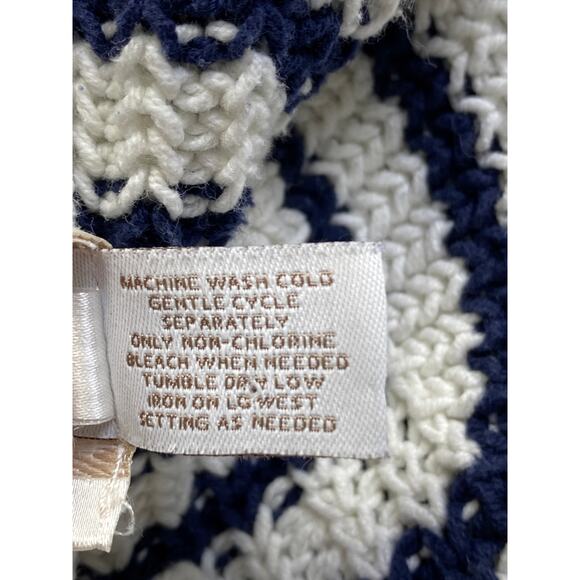 MACHINE WASH COLD
GENTLE CYCLE
SEPARATELY
ONLY NON-CHLORINE
BLEACH WHEN NEEDED
TUMBLE DRY LOW
IRON ON LOWEST
SETTING AS NEEDED